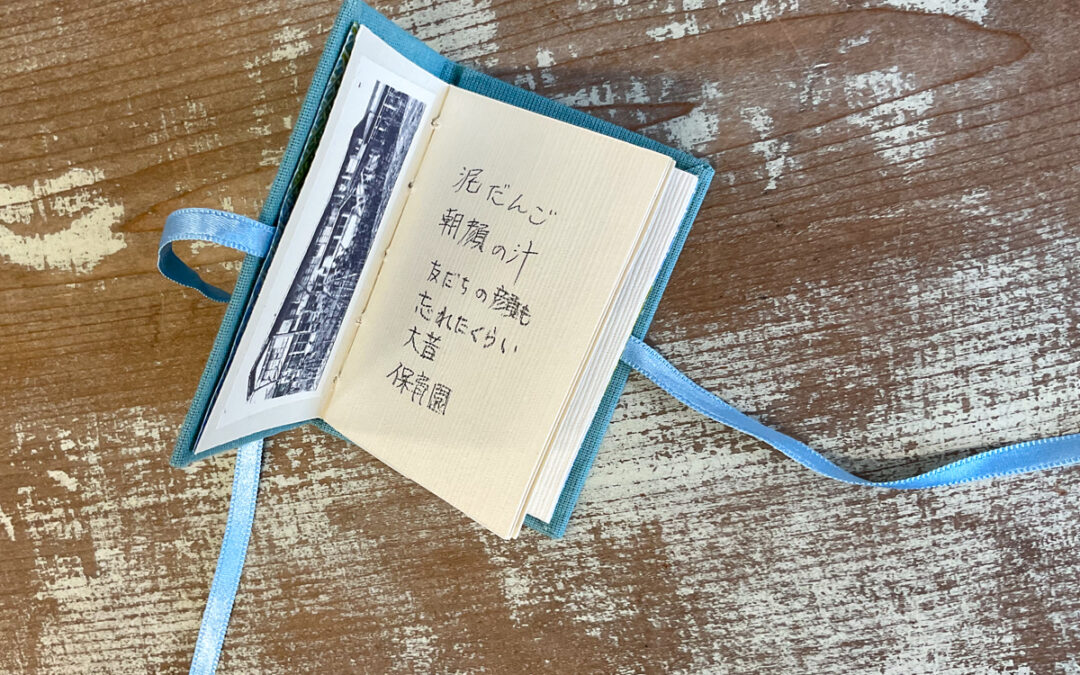 泥だんご
朝顔の汁
友だちの顔も
忘れたくらい
大昔
保育園